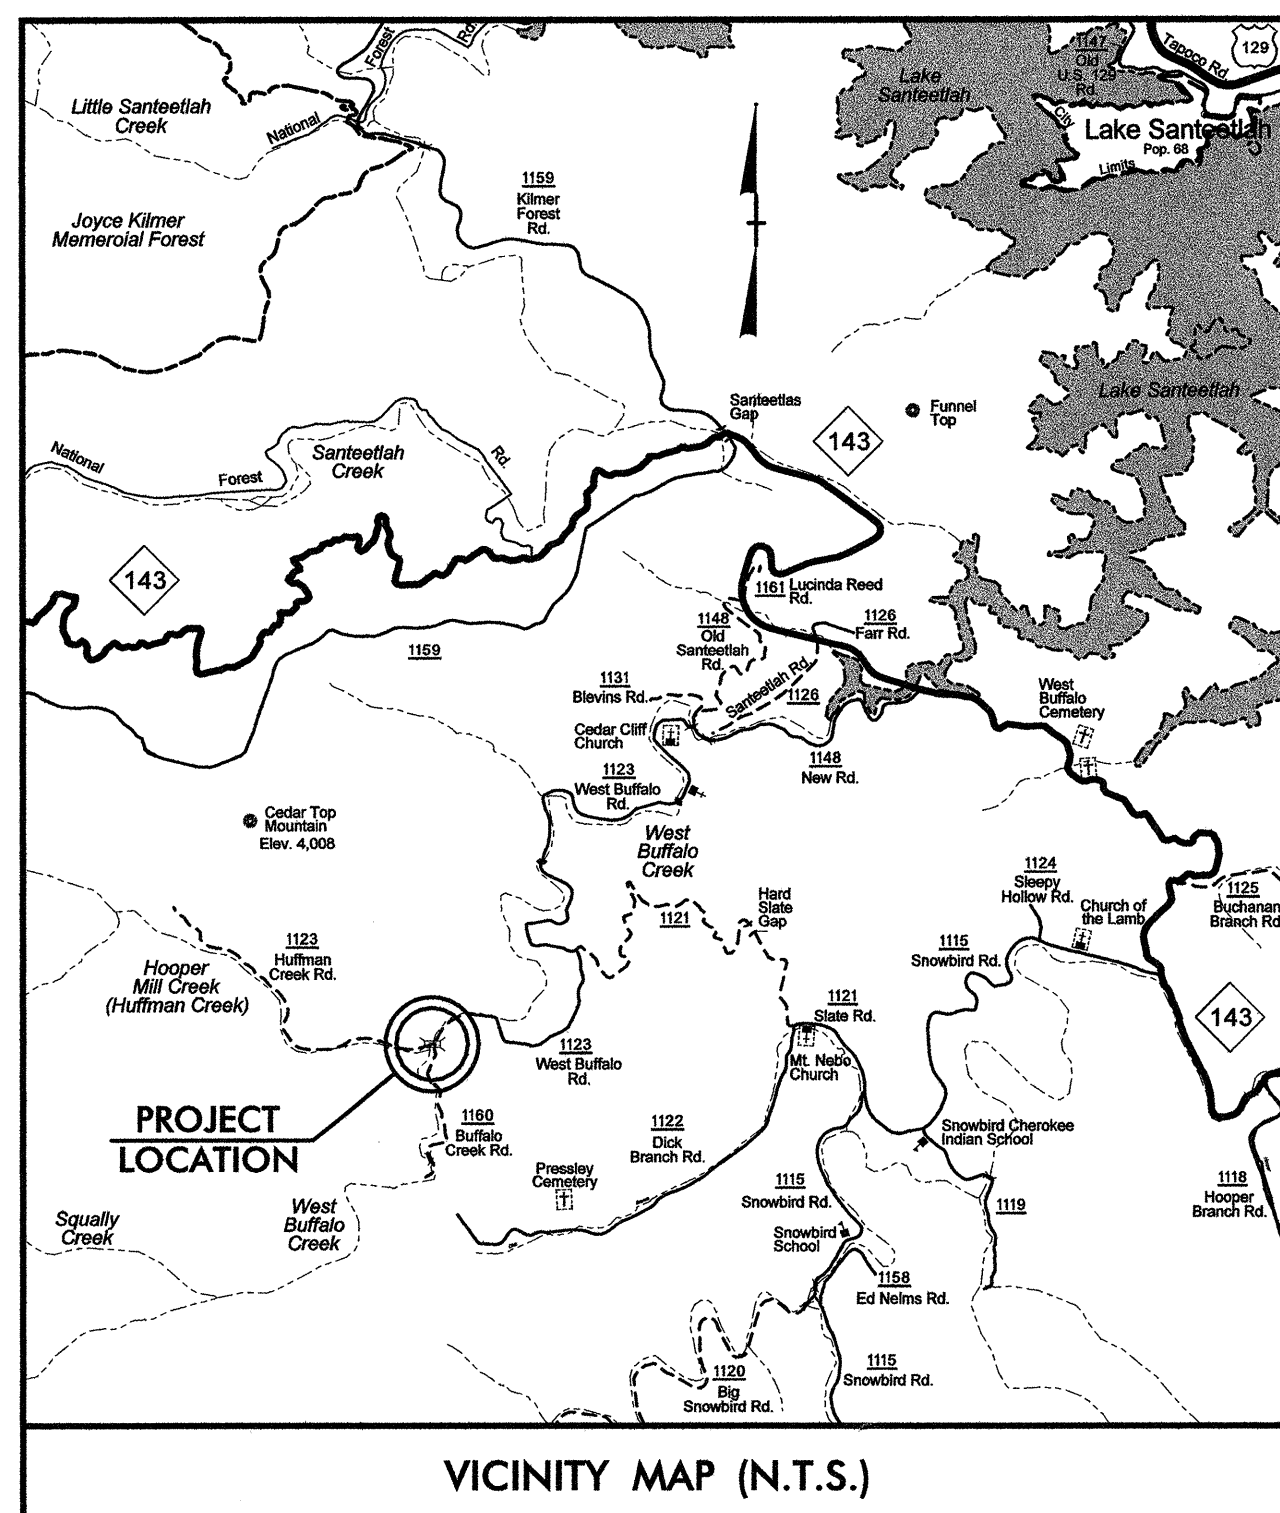 Forest
Rd.
1147
Old
U.S. 129
Rd.
Tapoco Rd.
129
Lake
Santeetlah
Little Santeetlah
Creek
National
City
Lake Santeetlah
Pop. 68
Limits
1159
Kilmer
Forest
Rd.
Joyce Kilmer
Memeroial Forest
Lake Santeetlah
Santeetlas
Gap
143
Funnel
Top
National
Forest
Santeetlah
Creek
Rd.
143
1161 Lucinda Reed
Rd.
1148
Old
Santeetlah
Rd.
1126
Farr Rd.
1159
1131
Blevins Rd.
Santeetlah Rd.
1126
West
Buffalo
Cemetery
Cedar Cliff
Church
1148
New Rd.
1123
West Buffalo
Rd.
Cedar Top
Mountain
Elev. 4,008
West
Buffalo
Creek
1124
Sleepy
Hollow Rd.
Church of
the Lamb
1125
Buchanan
Branch Rd
Hard
Slate
Gap
1121
1123
Huffman
Creek Rd.
1115
Snowbird Rd.
Hooper
Mill Creek
(Huffman Creek)
1121
Slate Rd.
143
1123
West Buffalo
Rd.
Mt. Nebo
Church
PROJECT
LOCATION
1160
Buffalo
Creek Rd.
1122
Dick
Branch Rd.
Snowbird Cherokee
Indian School
Pressley
Cemetery
1115
Snowbird Rd.
1119
1118
Hooper
Branch Rd.
Squally
Creek
West
Buffalo
Creek
Snowbird
School
1158
Ed Nelms Rd.
1120
Big
Snowbird Rd.
1115
Snowbird Rd.
VICINITY MAP (N.T.S.)